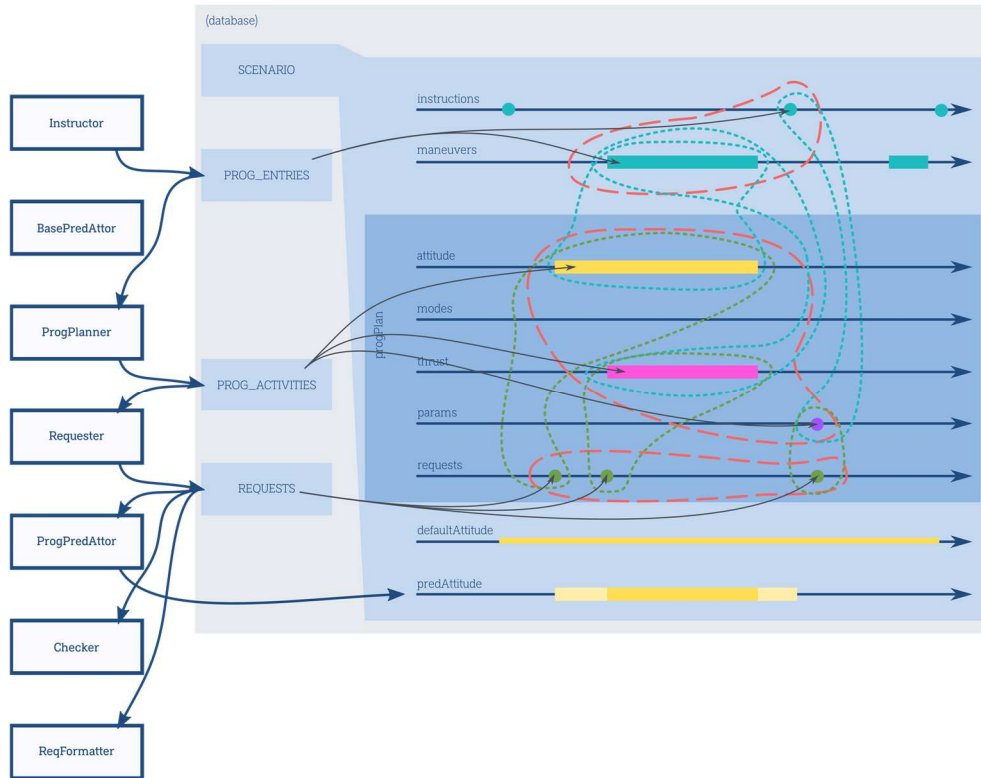 (database)
SCENARIO
instructions
Instructor
maneuvers
PROG_ENTRIES
BasePredAttor
attitude
ProgPlanner
modes
progPlan
thrust
PROG_ACTIVITIES
params
Requester
requests
REQUESTS
defaultAttitude
ProgPredAttor
predAttitude
Checker
ReqFormatter